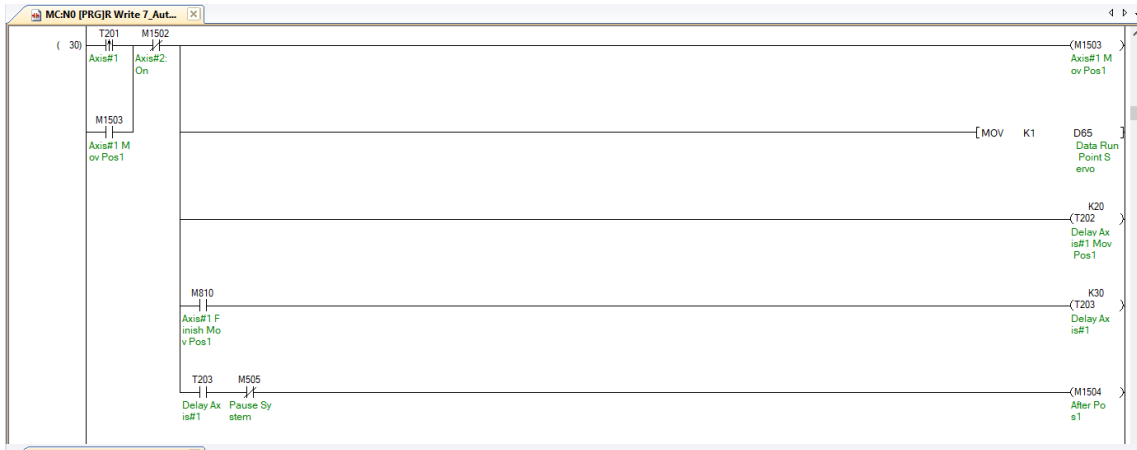 MC:N0 [PRG]R Write 7_Aut...
T201 M1502
( 30) (M1503 )
Axis#1 Axis#2: Axis#1 M
On ov Pos1
M1503
[ MOV K1 D65 ]
Axis#1 M Data Run
ov Pos1 Point S
ervo
K20
(T202 )
Delay Ax
is#1 Mov
Pos1
M810 K30
(T203 )
Axis#1 F Delay Ax
inish Mo is#1
v Pos1
T203 M505
(M1504 )
Delay Ax Pause Sy After Po
is#1 stem s1